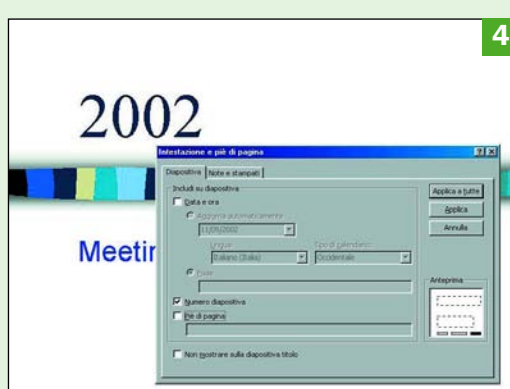 4
2002
Intestazione e piè di pagina
Diapositiva
Note e stampati
Includi su diapositiva
Data e ora
Aggiorna automaticamente
11/05/2002
Lingua:
Tipo di calendario:
Italiano (Italia)
Occidentale
Fissa
Numero diapositiva
Piè di pagina
Non mostrare sulla diapositiva titolo
Applica a tutte
Applica
Annulla
Anteprima
Meetin